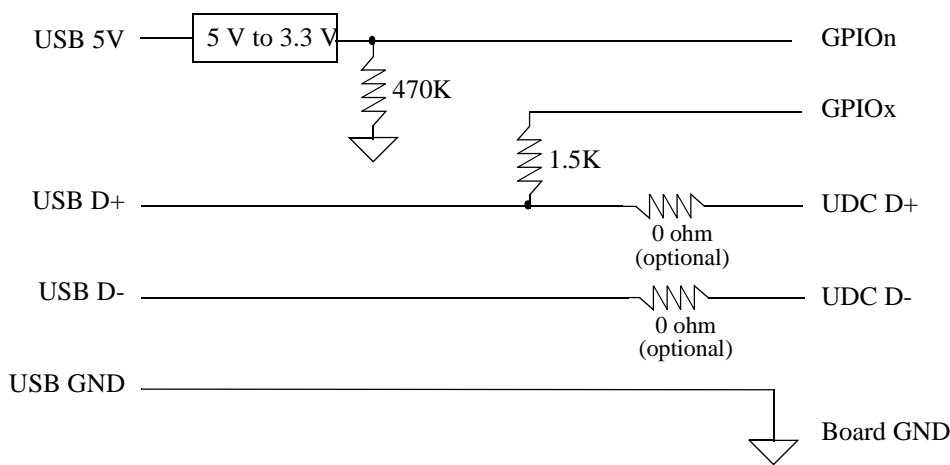 USB 5V
5 V to 3.3 V
GPIOn
470K
GPIOx
1.5K
USB D+
UDC D+
0 ohm
(optional)
USB D-
UDC D-
0 ohm
(optional)
USB GND
Board GND